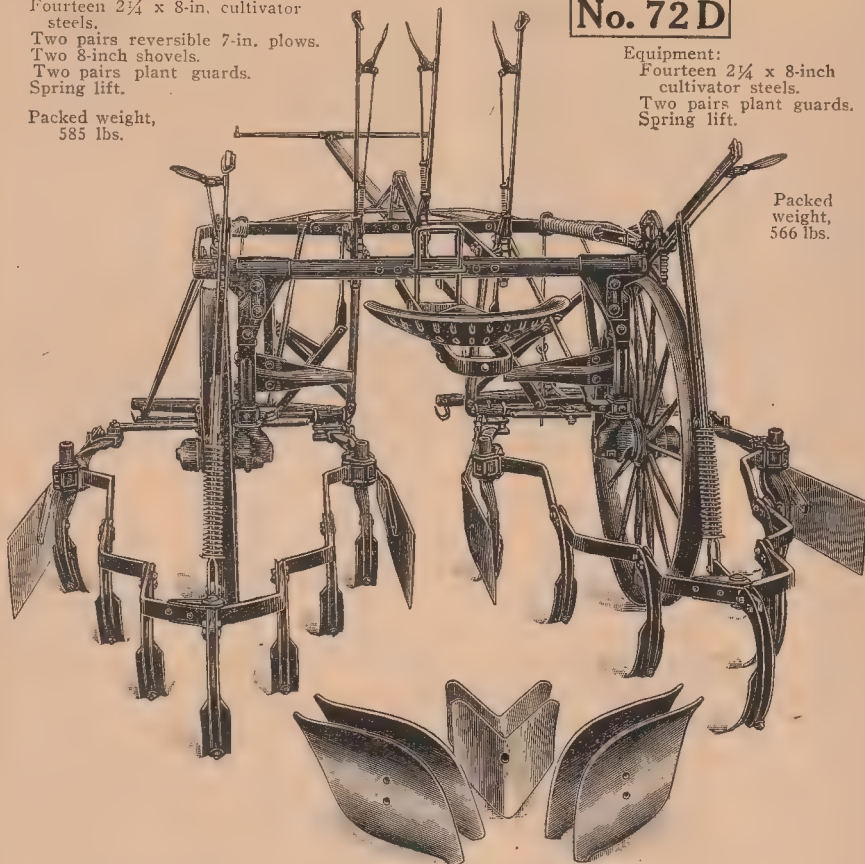 Fourteen 2¼ x 8-in. cultivator
steels.
Two pairs reversible 7-in. plows.
Two 8-inch shovels.
Two pairs plant guards.
Spring lift.
Packed weight,
585 lbs.
No. 72 D
Equipment:
Fourteen 2¼ x 8-inch
cultivator steels.
Two pairs plant guards.
Spring lift.
Packed
weight,
566 lbs.